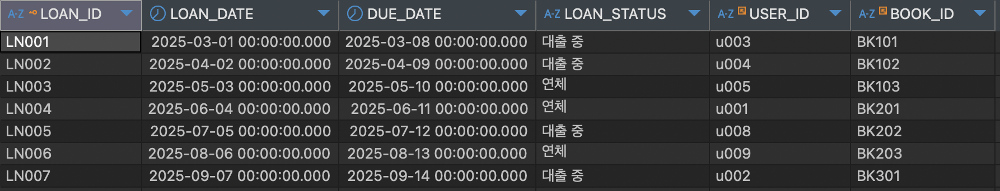 A-Z LOAN_ID LOAN_DATE DUE_DATE A-Z LOAN_STATUS A-Z USER_ID A-Z BOOK_ID
LN001 2025-03-01 00:00:00.000 2025-03-08 00:00:00.000 대출 중 u003 BK101
LN002 2025-04-02 00:00:00.000 2025-04-09 00:00:00.000 대출 중 u004 BK102
LN003 2025-05-03 00:00:00.000 2025-05-10 00:00:00.000 연체 u005 BK103
LN004 2025-06-04 00:00:00.000 2025-06-11 00:00:00.000 연체 u001 BK201
LN005 2025-07-05 00:00:00.000 2025-07-12 00:00:00.000 대출 중 u008 BK202
LN006 2025-08-06 00:00:00.000 2025-08-13 00:00:00.000 연체 u009 BK203
LN007 2025-09-07 00:00:00.000 2025-09-14 00:00:00.000 대출 중 u002 BK301